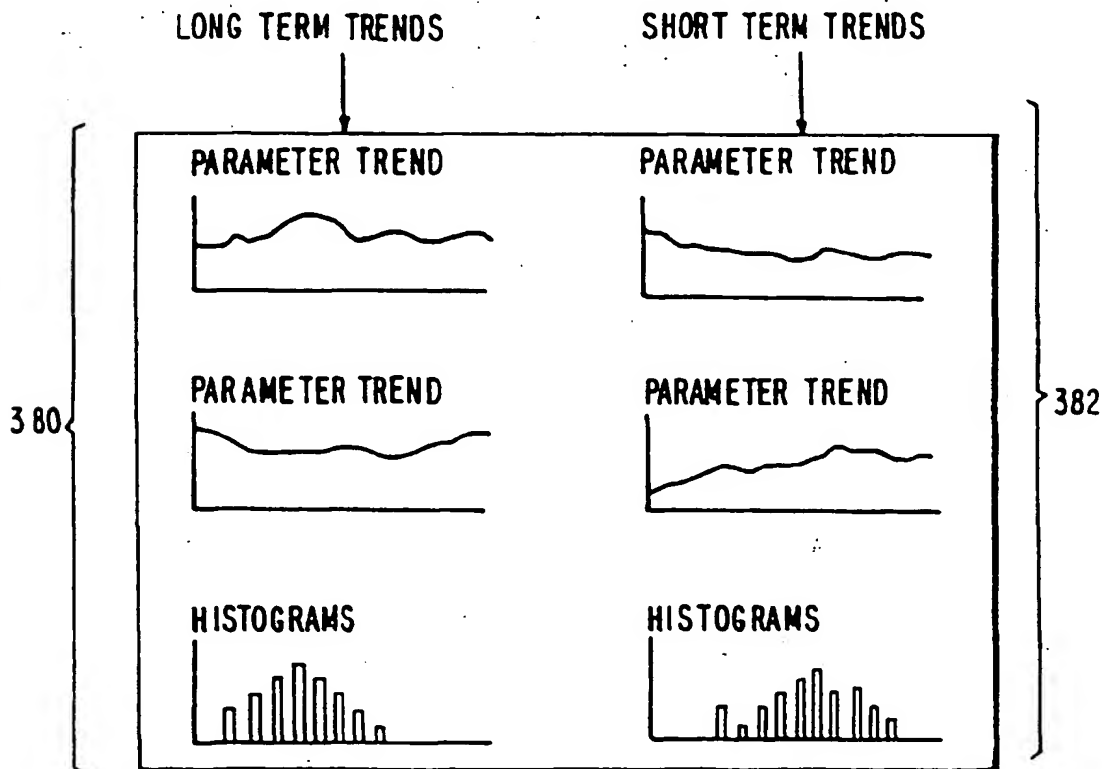 LONG TERM TRENDS
SHORT TERM TRENDS
PARAMETER TREND
PARAMETER TREND
380
PARAMETER TREND
PARAMETER TREND
382
HISTOGRAMS
HISTOGRAMS